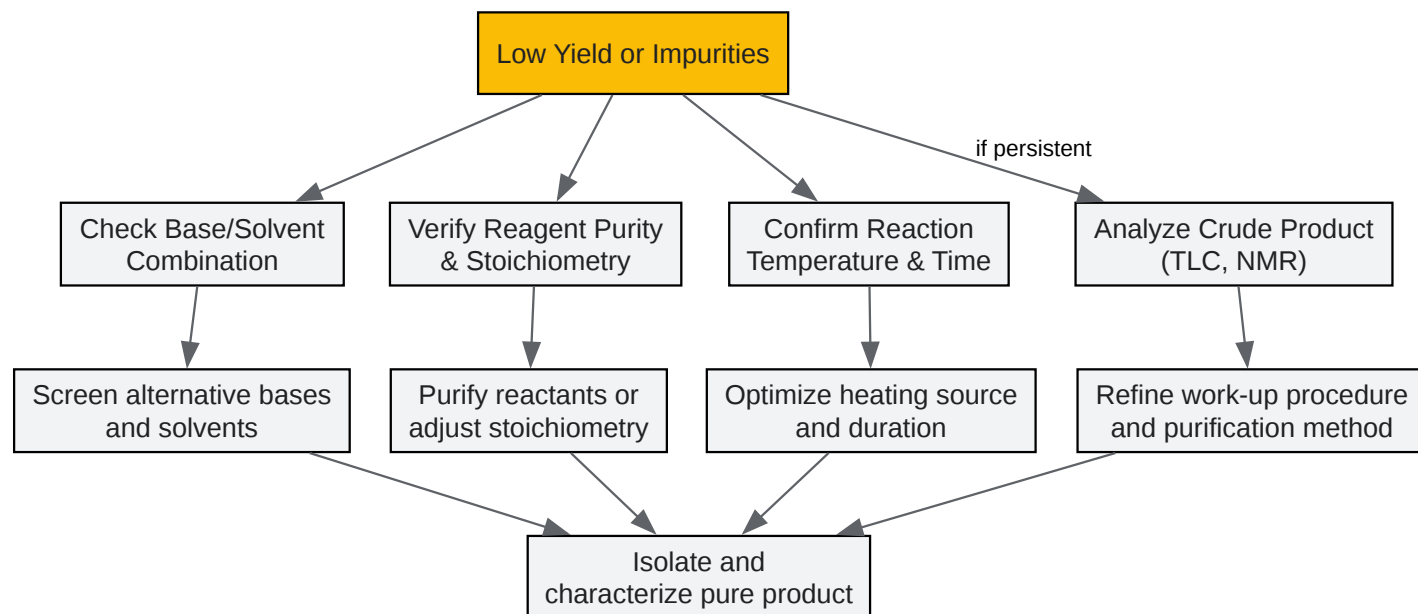 Low Yield or Impurities
if persistent
Check Base/Solvent
Combination
Verify Reagent Purity
& Stoichiometry
Confirm Reaction
Temperature & Time
Analyze Crude Product
(TLC, NMR)
Screen alternative bases
and solvents
Purify reactants or
adjust stoichiometry
Optimize heating source
and duration
Refine work-up procedure
and purification method
Isolate and
characterize pure product